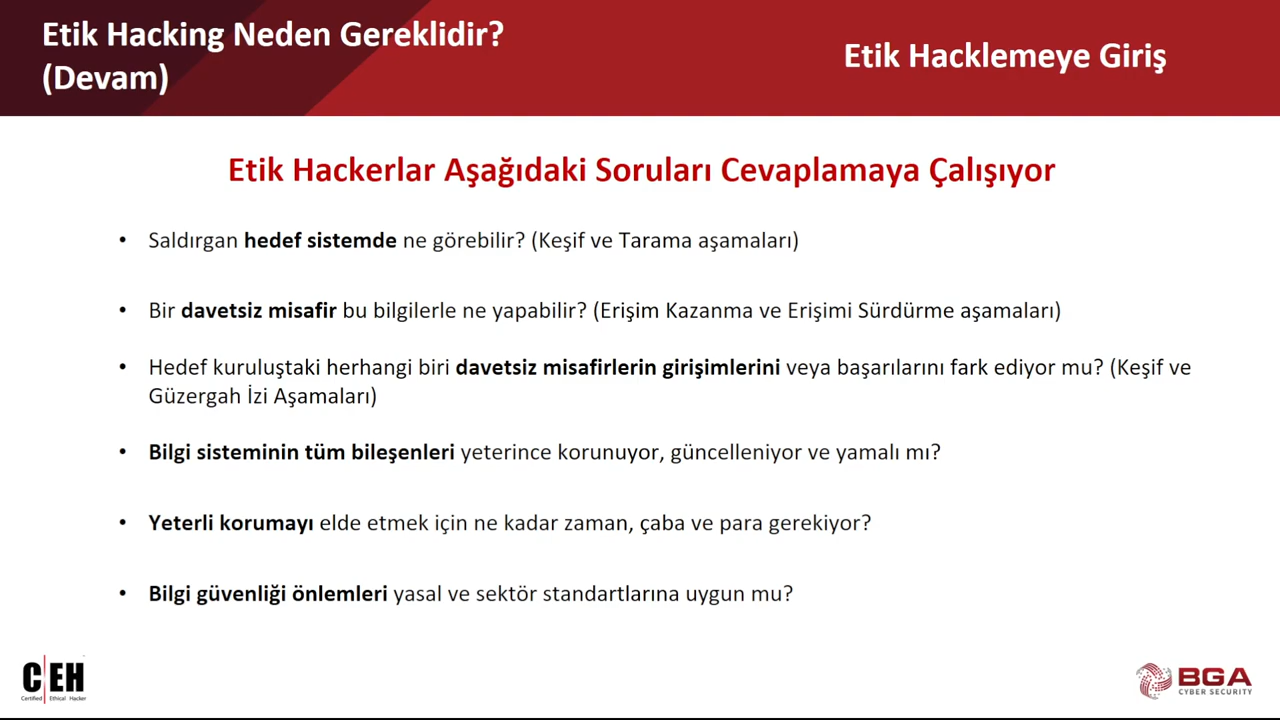 Etik Hacking Neden Gereklidir?
(Devam)
Etik Hacklemeye Giriş
Etik Hackerlar Aşağıdaki Soruları Cevaplamaya Çalışıyor
• Saldırgan hedef sistemde ne görebilir? (Keşif ve Tarama aşamaları)
• Bir davetsiz misafir bu bilgilerle ne yapabilir? (Erişim Kazanma ve Erişimi Sürdürme aşamaları)
• Hedef kuruluştaki herhangi biri davetsiz misafirlerin girişimlerini veya başarılarını fark ediyor mu? (Keşif ve
Güzergah İzi Aşamaları)
• Bilgi sisteminin tüm bileşenleri yeterince korunuyor, güncelleniyor ve yamalı mı?
• Yeterli korumayı elde etmek için ne kadar zaman, çaba ve para gerekiyor?
• Bilgi güvenliği önlemleri yasal ve sektör standartlarına uygun mu?
C|EH
Certified Ethical Hacker
BGA
CYBER SECURITY